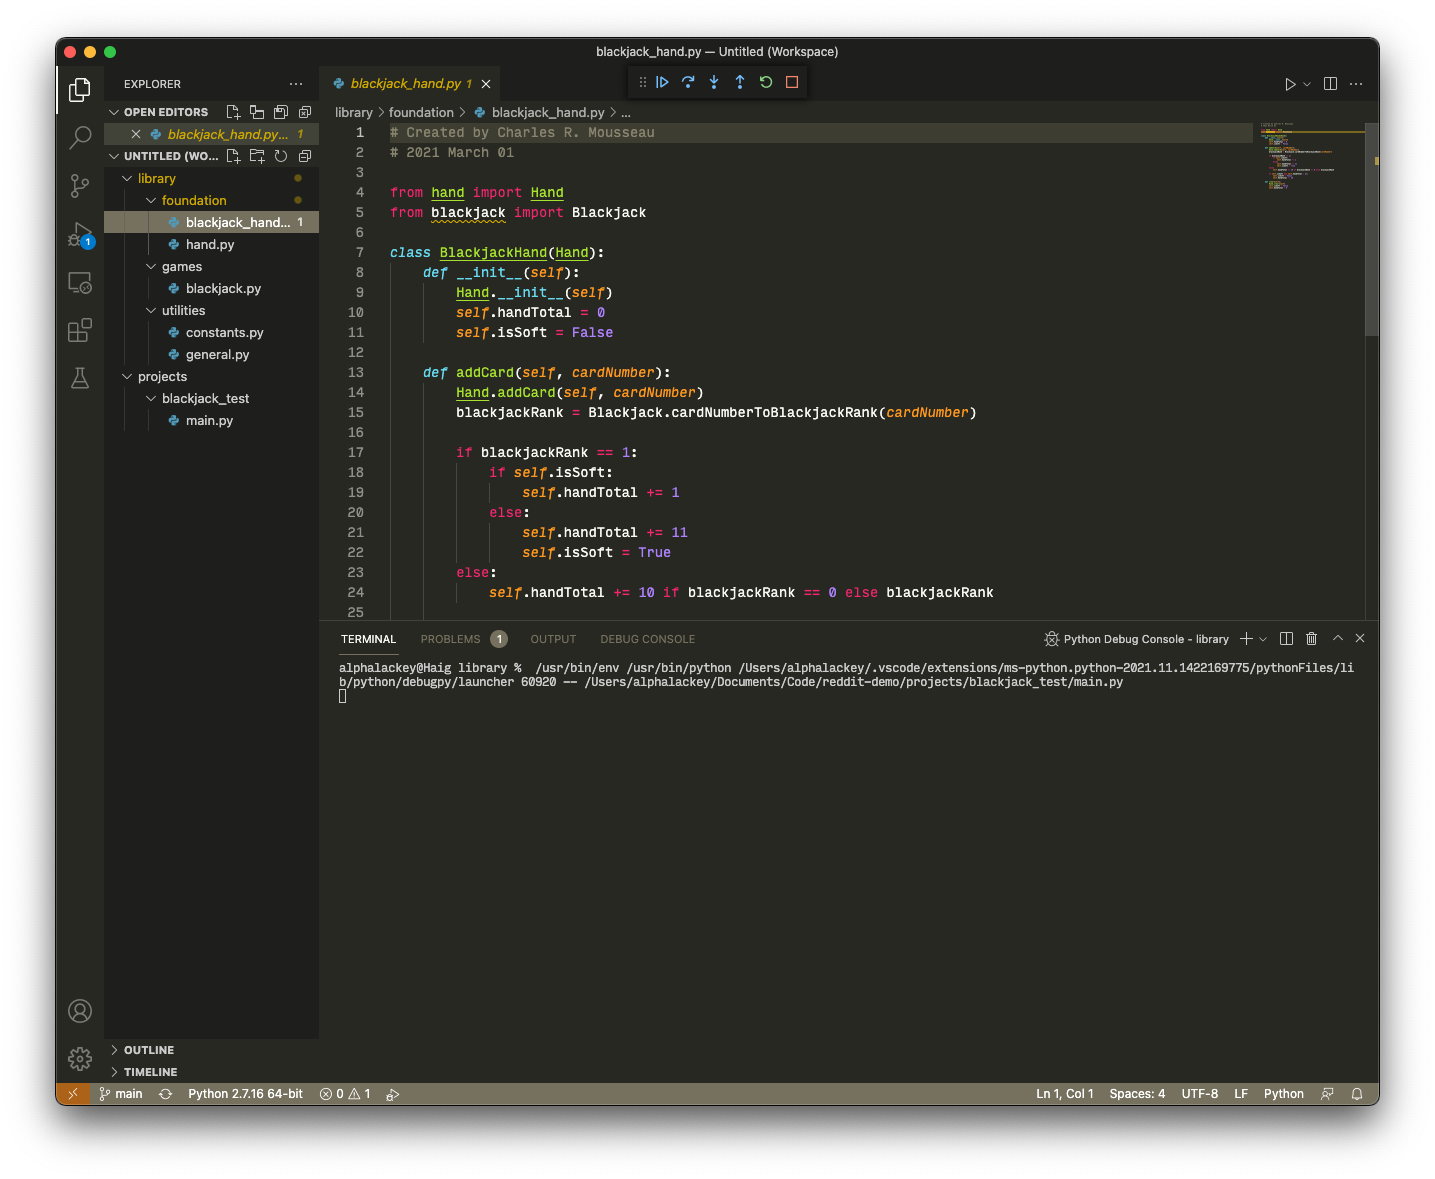 blackjack_hand.py — Untitled (Workspace)
EXPLORER
OPEN EDITORS
blackjack_hand.py... 1
UNTITLED (WO...
library
foundation
blackjack_hand... 1
hand.py
games
blackjack.py
utilities
constants.py
general.py
projects
blackjack_test
main.py
OUTLINE
TIMELINE
1
blackjack_hand.py 1
library > foundation > blackjack_hand.py > ...
1 # Created by Charles R. Mousseau
2 # 2021 March 01
3
4 from hand import Hand
5 from blackjack import Blackjack
6
7 class BlackjackHand(Hand):
8 def __init__(self):
9 Hand.__init__(self)
10 self.handTotal = 0
11 self.isSoft = False
12
13 def addCard(self, cardNumber):
14 Hand.addCard(self, cardNumber)
15 blackjackRank = Blackjack.cardNumberToBlackjackRank(cardNumber)
16
17 if blackjackRank == 1:
18 if self.isSoft:
19 self.handTotal += 1
20 else:
21 self.handTotal += 11
22 self.isSoft = True
23 else:
24 self.handTotal += 10 if blackjackRank == 0 else blackjackRank
25
TERMINAL PROBLEMS 1 OUTPUT DEBUG CONSOLE Python Debug Console - library
alphalackey@Haig library % /usr/bin/env /usr/bin/python /Users/alphalackey/.vscode/extensions/ms-python.python-2021.11.1422169775/pythonFiles/li
b/python/debugpy/launcher 60920 -- /Users/alphalackey/Documents/Code/reddit-demo/projects/blackjack_test/main.py
main Python 2.7.16 64-bit 0 1 Ln 1, Col 1 Spaces: 4 UTF-8 LF Python